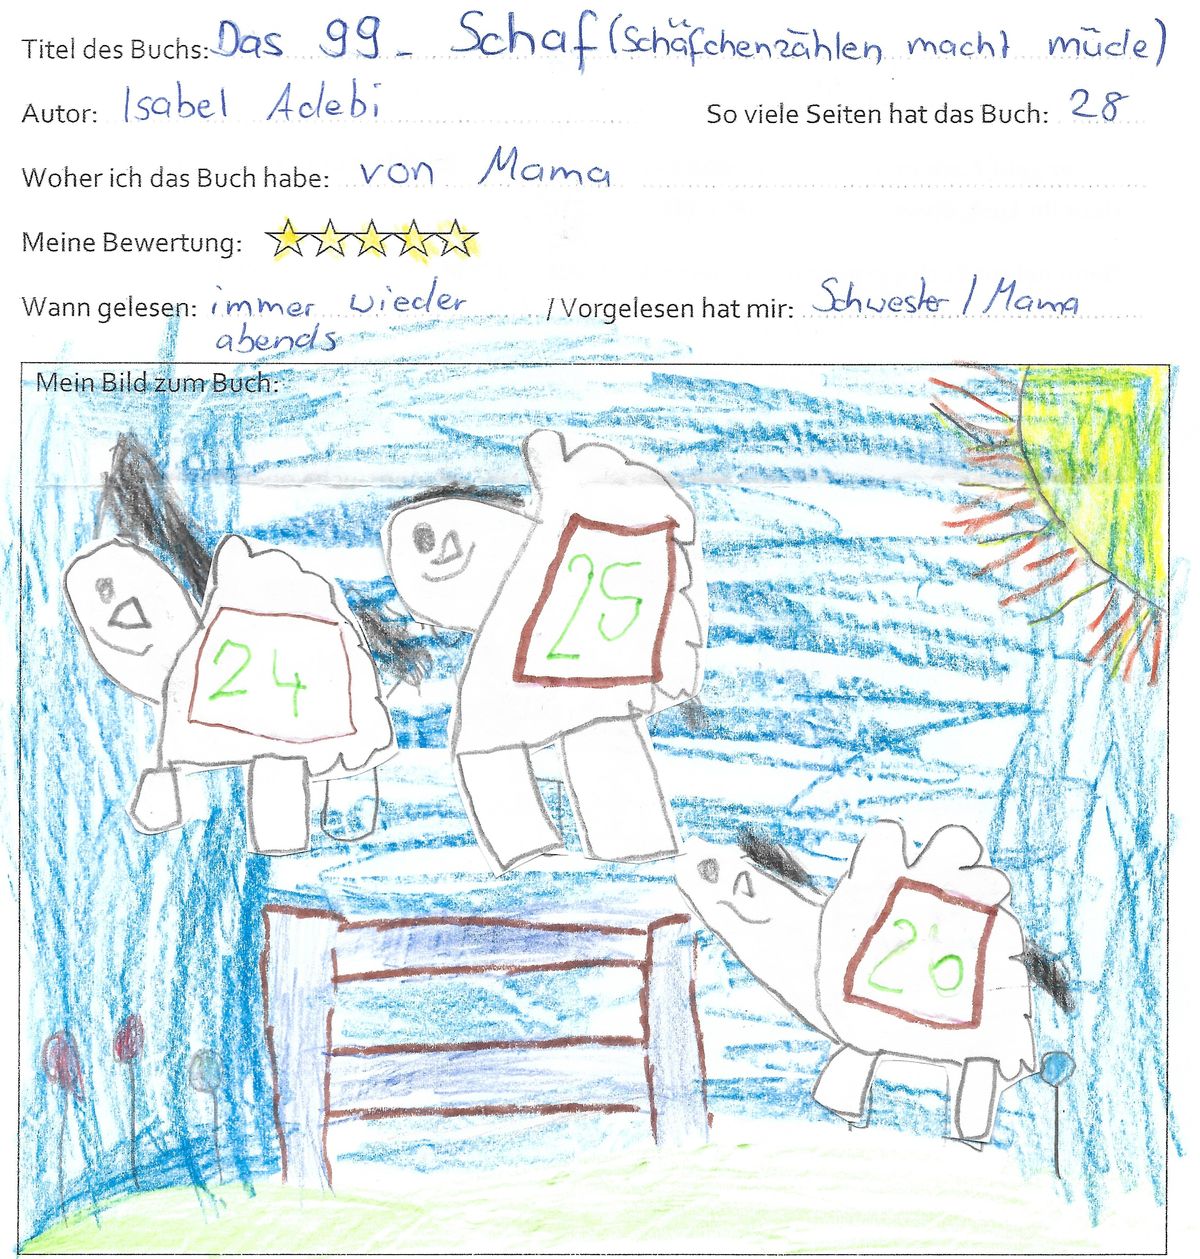 Titel des Buchs: Das 99. Schaf (Schäfchenzählen macht müde)
Autor: Isabel Adebi So viele Seiten hat das Buch: 28
Woher ich das Buch habe: von Mama
Meine Bewertung:
Wann gelesen: immer wieder / Vorgelesen hat mir: Schwester / Mama
abends
Mein Bild zum Buch:
25
24
26